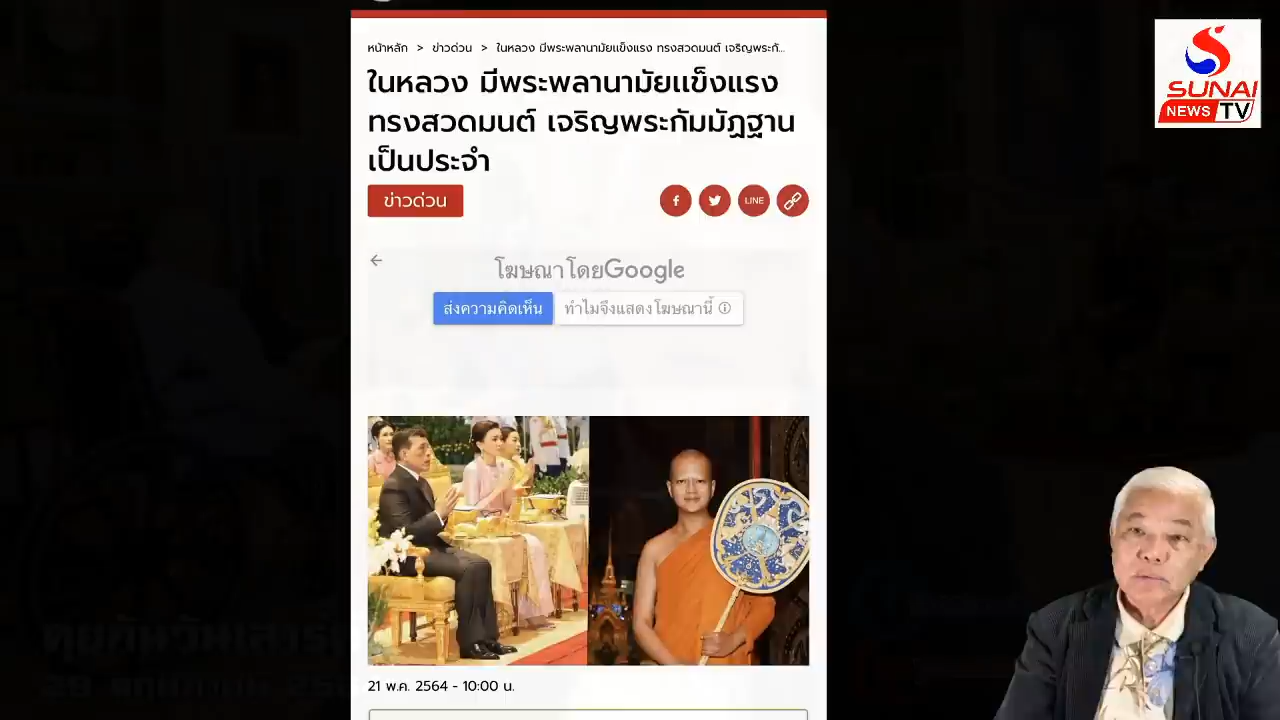 หน้าหลัก > ข่าวด่วน > ในหลวง มีพระพลานามัยแข็งแรง ทรงสวดมนต์ เจริญพระกั...
SUNAI
NEWS TV
ในหลวง มีพระพลานามัยแข็งแรง
ทรงสวดมนต์ เจริญพระกัมมัฏฐาน
เป็นประจำ
ข่าวด่วน
LINE
โฆษณาโดยGoogle
ส่งความคิดเห็น ทำไมจึงแสดงโฆษณานี้
21 พ.ค. 2564 - 10:00 น.